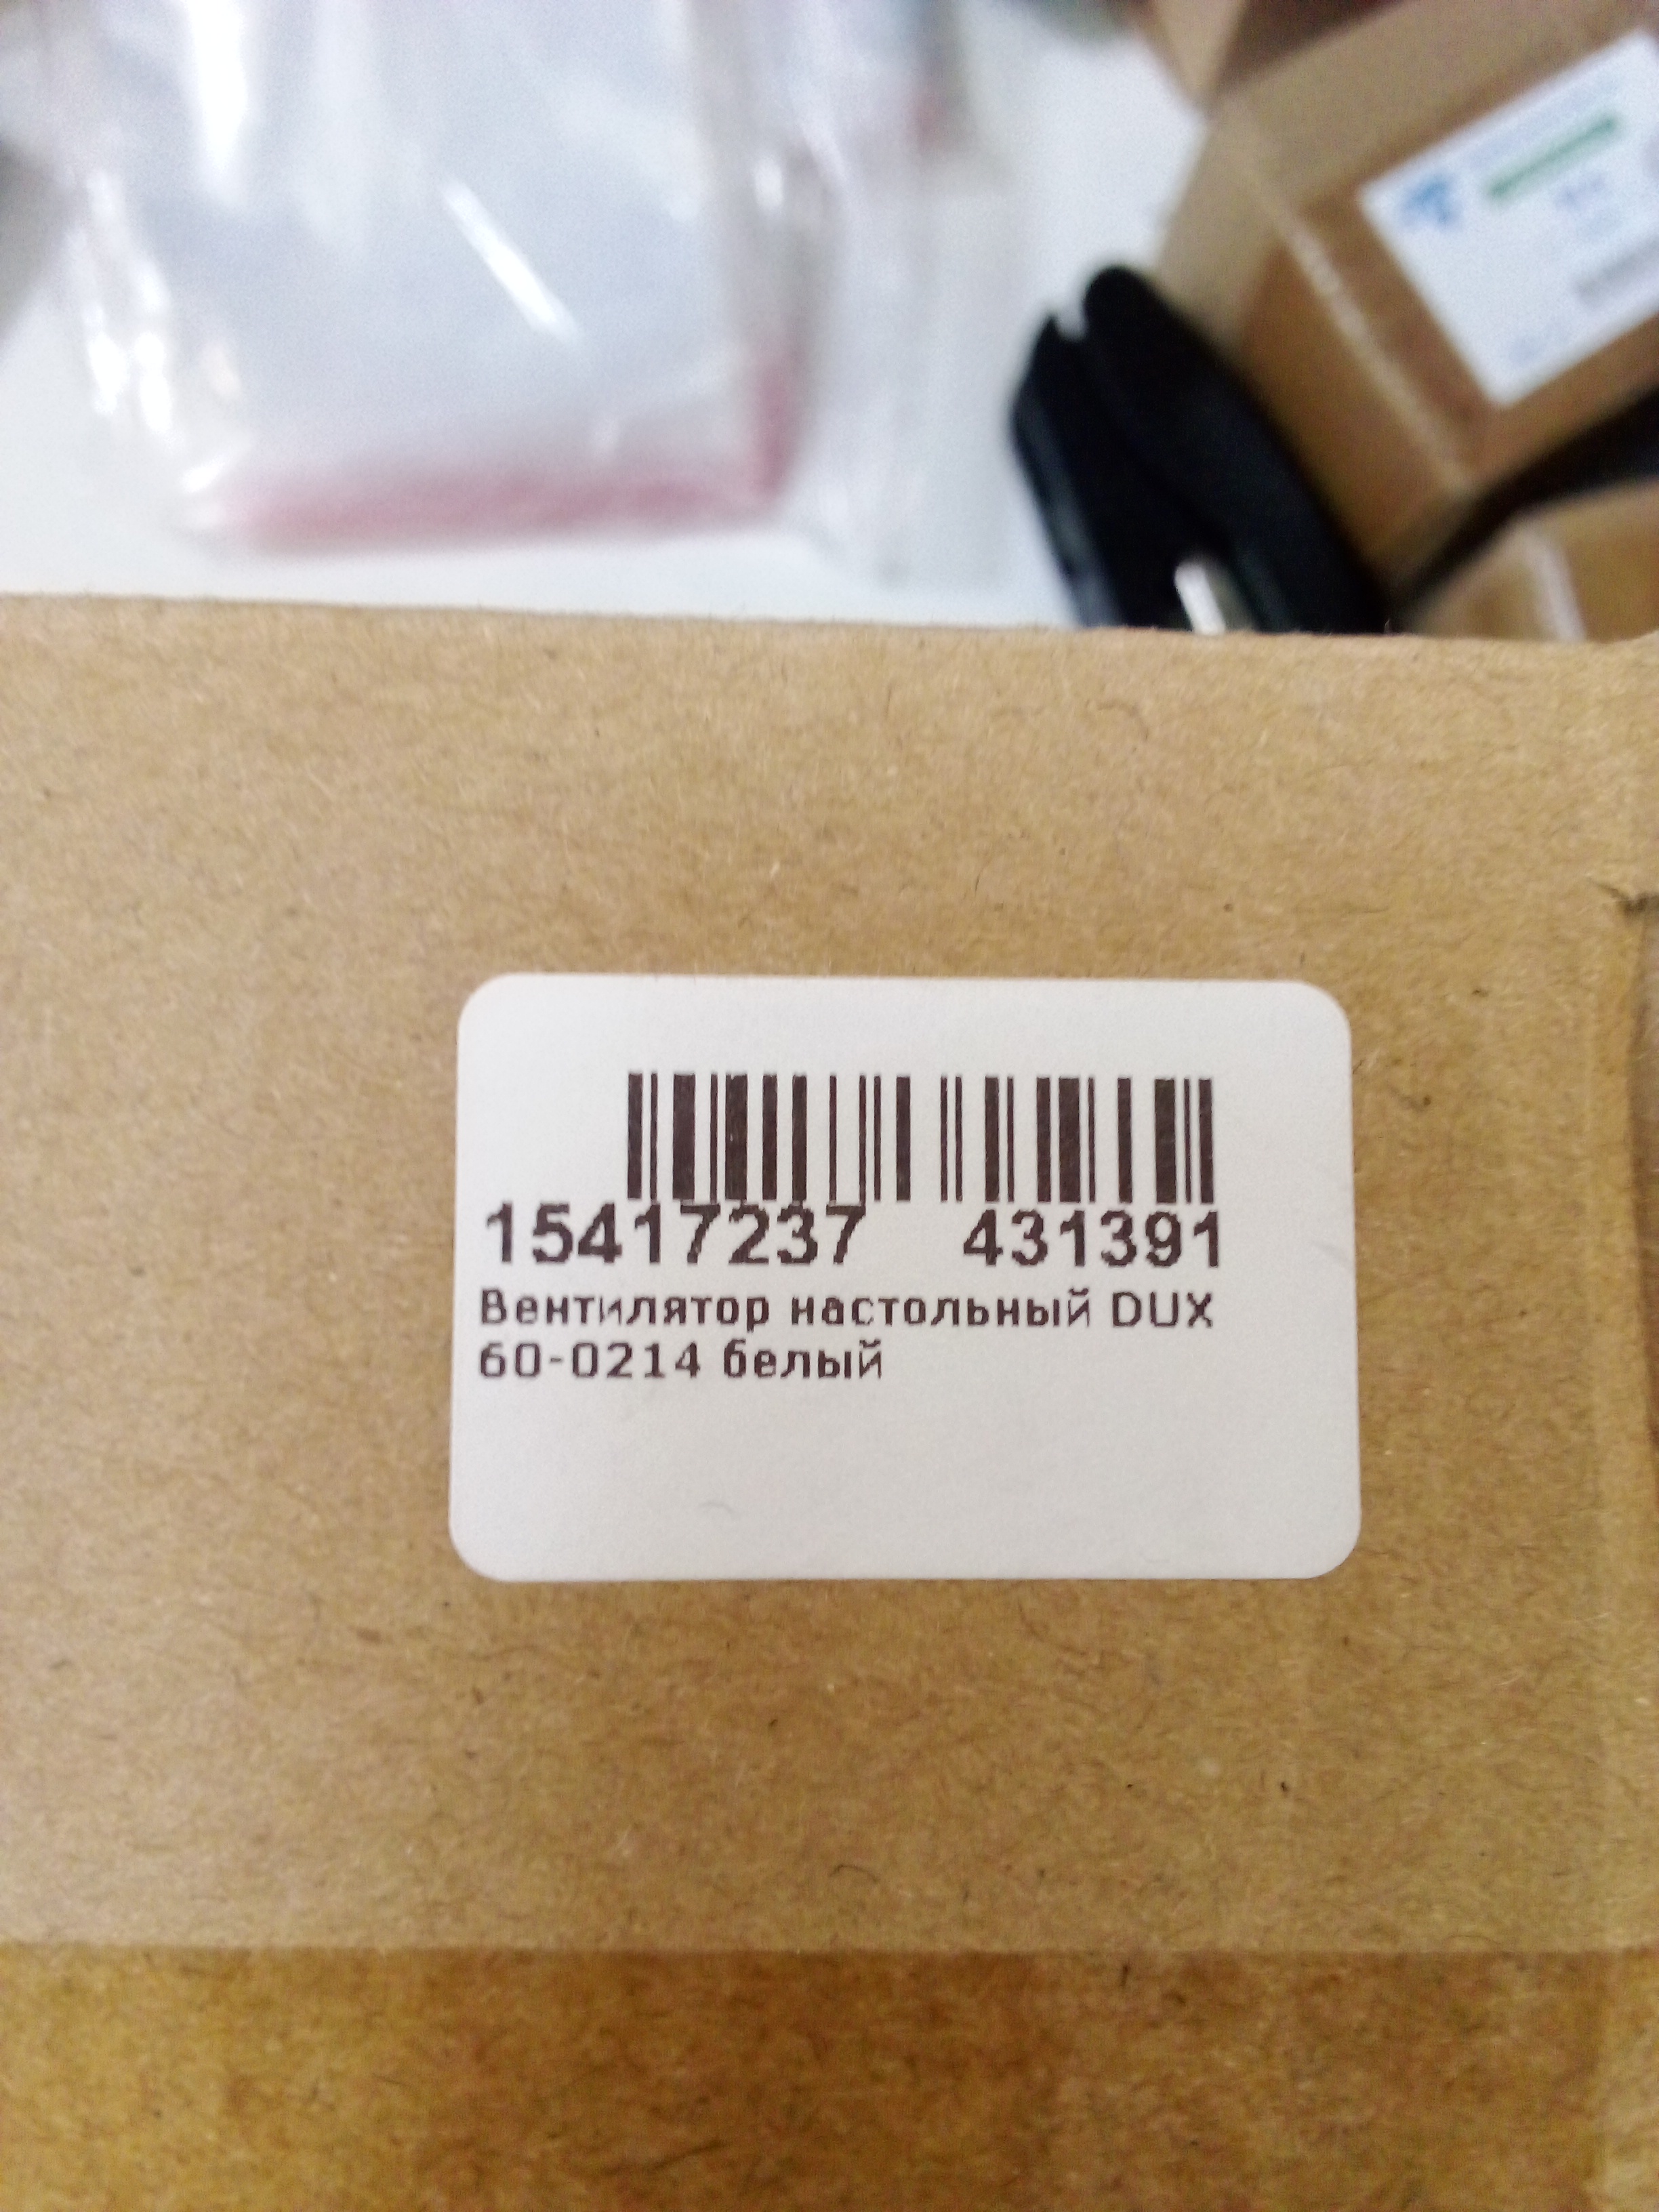 15417237 431391
Вентилятор настольный DUX
60-0214 белый